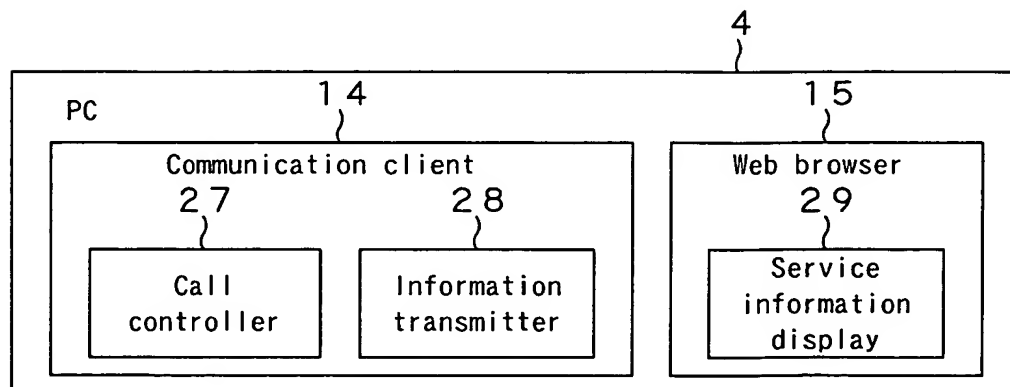 4
PC
14
15
Communication client
Web browser
27
28
29
Call
controller
Information
transmitter
Service
information
display